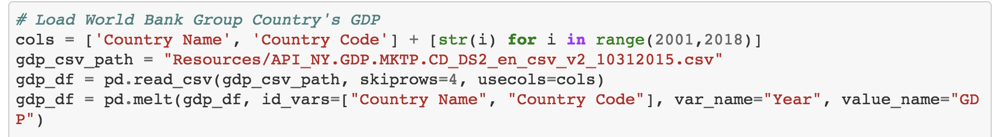 # Load World Bank Group Country's GDP
cols = ['Country Name', 'Country Code'] + [str(i) for i in range(2001,2018)]
gdp_csv_path = "Resources/API_NY.GDP.MKTP.CD_DS2_en_csv_v2_10312015.csv"
gdp_df = pd.read_csv(gdp_csv_path, skiprows=4, usecols=cols)
gdp_df = pd.melt(gdp_df, id_vars=["Country Name", "Country Code"], var_name="Year", value_name="GD
P")